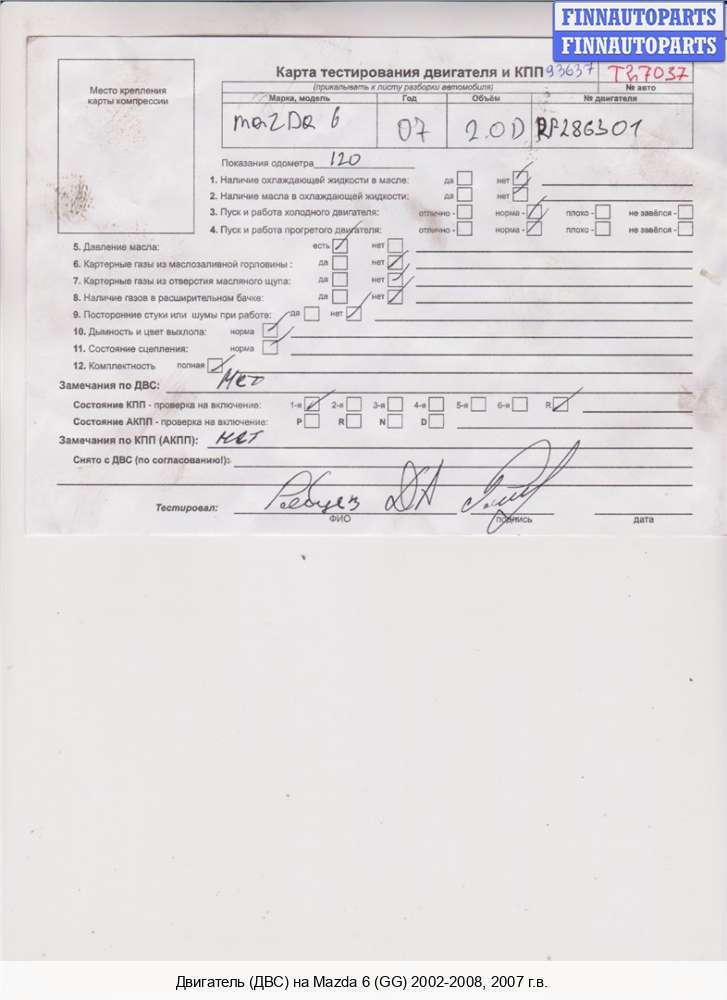 FINNAUTOPARTS
FINNAUTOPARTS
Место крепления
карты компрессии
Карта тестирования двигателя и КПП 93637 T27037
(прикалывать к листу разборки автомобиля) № авто
Марка, модель Год Объём № двигателя
mazDa 6 07 2.0D RF286301
Показания одометра 120
1. Наличие охлаждающей жидкости в масле: да нет
2. Наличие масла в охлаждающей жидкости: да нет
3. Пуск и работа холодного двигателя: отлично - норма - плохо - не завёлся -
4. Пуск и работа прогретого двигателя: отлично - норма - плохо - не завёлся -
5. Давление масла: есть нет
6. Картерные газы из маслозаливной горловины : да нет
7. Картерные газы из отверстия масляного щупа: да нет
8. Наличие газов в расширительном бачке: да нет
9. Посторонние стуки или шумы при работе: да нет
10. Дымность и цвет выхлопа: норма
11. Состояние сцепления: норма
12. Комплектность полная
Замечания по ДВС: нет
Состояние КПП - проверка на включение: 1-я 2-я 3-я 4-я 5-я 6-я R
Состояние АКПП - проверка на включение: P R N D
Замечания по КПП (АКПП): нет
Снято с ДВС (по согласованию!):
Тестировал: ДА
ФИО подпись дата
Двигатель (ДВС) на Mazda 6 (GG) 2002-2008, 2007 г.в.